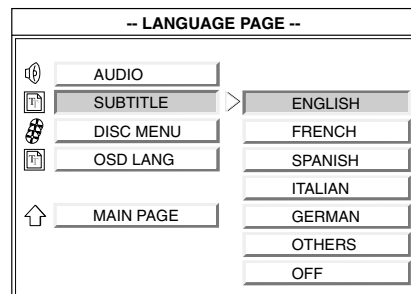 -- LANGUAGE PAGE --
AUDIO
SUBTITLE
DISC MENU
OSD LANG
MAIN PAGE
ENGLISH
FRENCH
SPANISH
ITALIAN
GERMAN
OTHERS
OFF